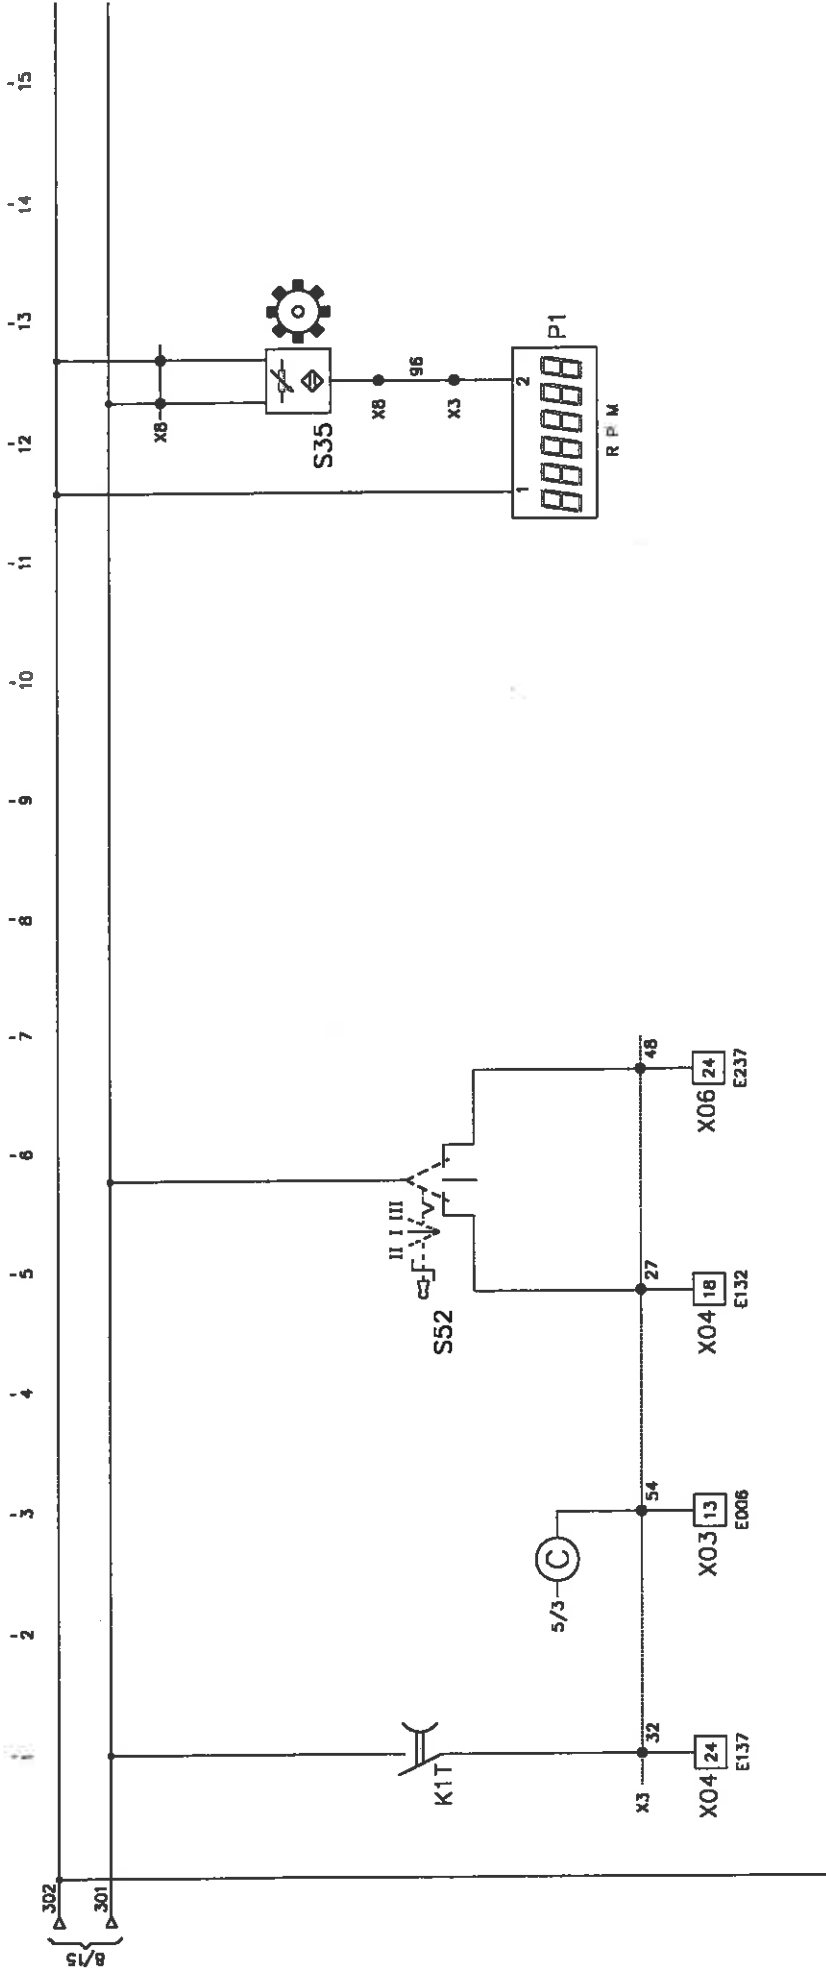 2 3 4 5 6 7 8 9 10 11 12 13 14 15
302
8/15
301
X8
S35
II I III
X8
K1T
S52
96
X3
1 2
888888
P1
R P M
5/3 C
X3 32 54 27 48
X04 24 X03 13 X04 18 X06 24
E137 E006 E132 E237